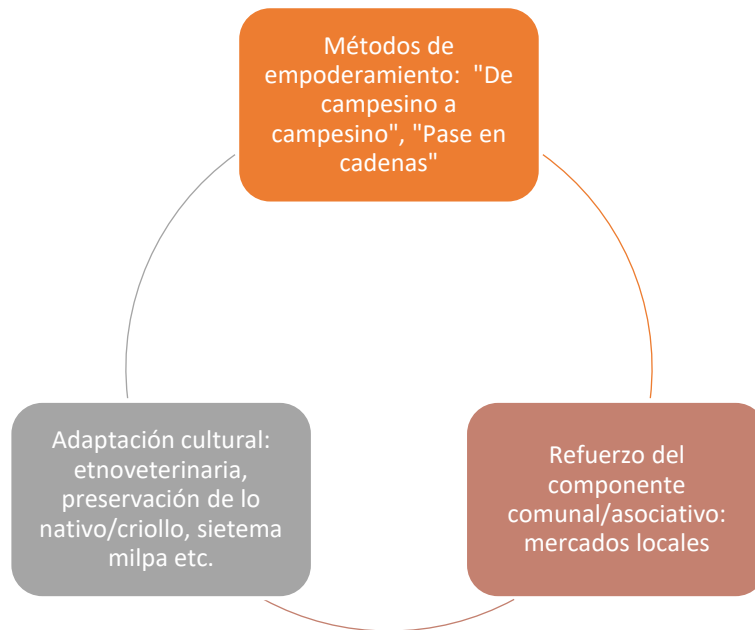 Métodos de
empoderamiento:  "De
campesino a
campesino", "Pase en
cadenas"
Adaptación cultural:
etnoveterinaria,
preservación de lo
nativo/criollo, sietema
milpa etc.
Refuerzo del
componente
comunal/asociativo:
mercados locales